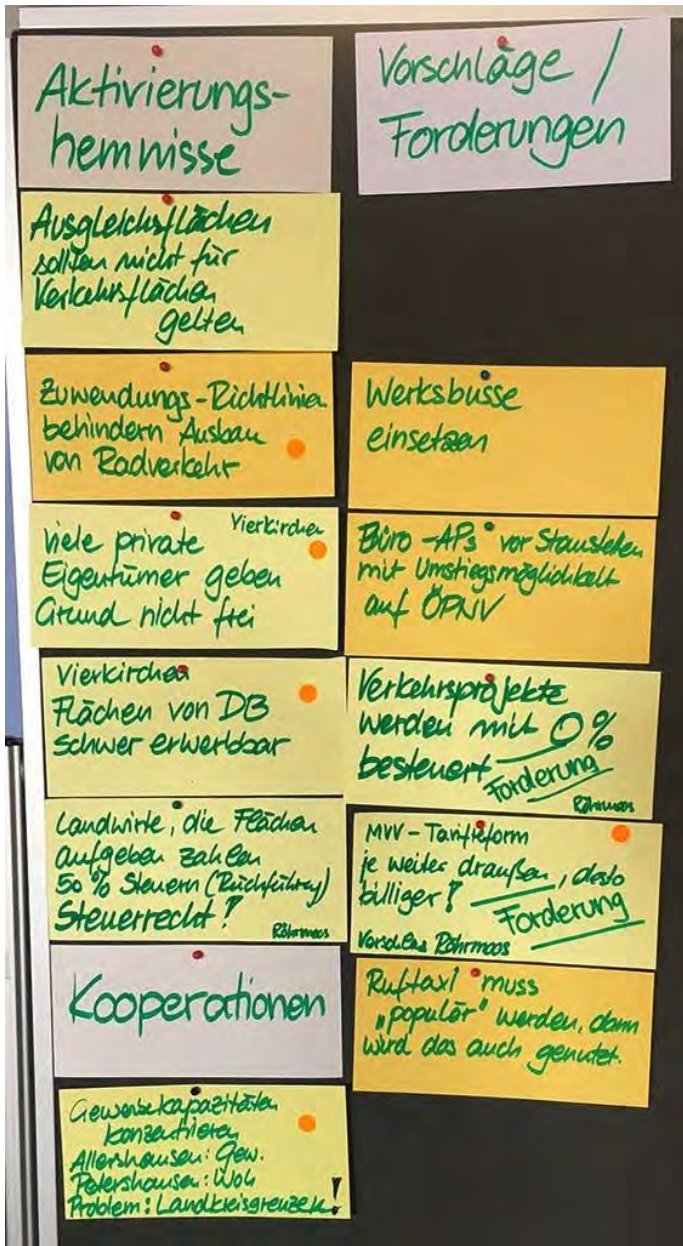 Aktivierungs-
hemnisse
Ausgleichsflächen
sollten nicht für
Verkehrsflächen
gelten
Zuwendungs-Richtlinien
behindern Ausbau
von Radverkehr
Vierkirchen
Viele private
Eigentümer geben
Grund nicht frei
Vierkirchen
Flächen von DB
schwer erwerbbar
Landwirte, die Flächen
aufgeben zahlen
50 % Steuern (Rückführung)
Steuerrecht!
Röhrmoos
Kooperationen
Gewerbekapazitäten
konzentrieren
Allershausen: Gew.
Petershausen: Woh
Problem: Landkreisgrenzen!
Vorschläge /
Forderungen
Werksbusse
einsetzen
Büro-APs vor Staustellen
mit Umstiegsmöglichkeit
auf ÖPNV
Verkehrsprojekte
werden mit 0 %
besteuert
Forderung
Röhrmoos
MVV-Tarifreform
je weiter draußen, desto
billiger!
Forderung
Vorschlag Röhrmoos
Ruftaxi muss
„populär" werden, dann
wird das auch genutzt.